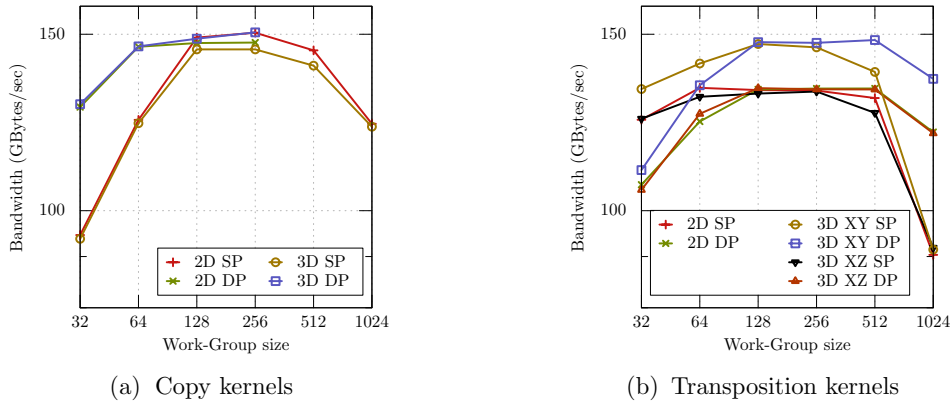 150
100
Bandwidth (GBytes/sec)
2D SP
2D DP
3D SP
3D DP
32 64 128 256 512 1024
Work-Group size
(a) Copy kernels
150
100
Bandwidth (GBytes/sec)
2D SP
2D DP
3D XY SP
3D XY DP
3D XZ SP
3D XZ DP
32 64 128 256 512 1024
Work-Group size
(b) Transposition kernels